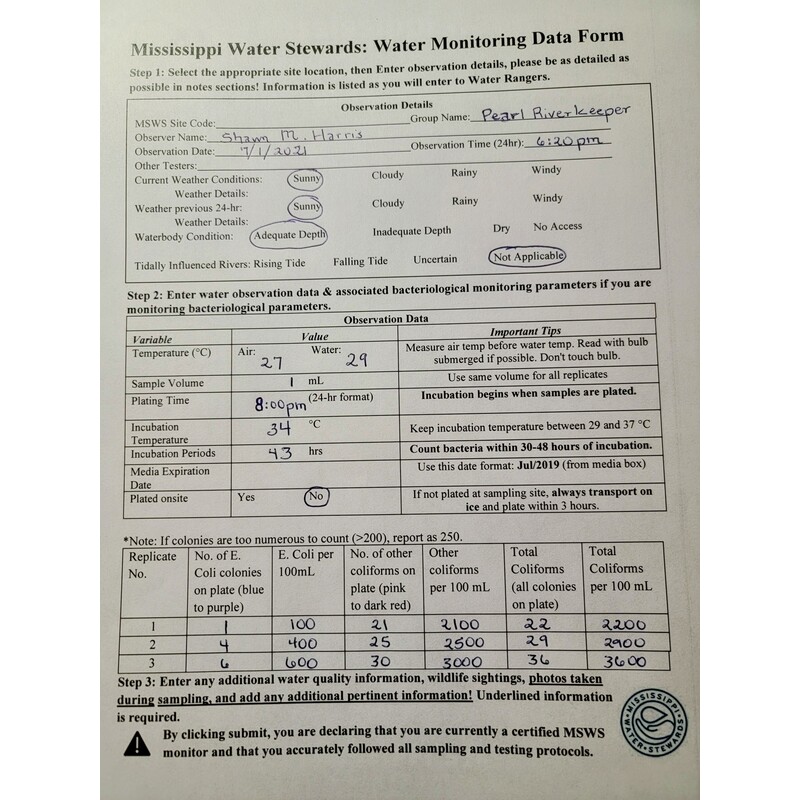 Mississippi Water Stewards: Water Monitoring Data Form
Step 1: Select the appropriate site location, then Enter observation details, please be as detailed as
possible in notes sections! Information is listed as you will enter to Water Rangers.
Observation Details
MSWS Site Code: Group Name: Pearl Riverkeeper
Observer Name: Shawn M. Harris
Observation Date: 7/1/2021 Observation Time (24hr): 6:20pm
Other Testers:
Current Weather Conditions: Sunny Cloudy Rainy Windy
Weather Details:
Weather previous 24-hr: Sunny Cloudy Rainy Windy
Weather Details:
Waterbody Condition: Adequate Depth Inadequate Depth Dry No Access
Tidally Influenced Rivers: Rising Tide Falling Tide Uncertain Not Applicable
Step 2: Enter water observation data & associated bacteriological monitoring parameters if you are
monitoring bacteriological parameters.
Observation Data
Variable Value Important Tips
Temperature (°C) Air: 27 Water: 29 Measure air temp before water temp. Read with bulb
submerged if possible. Don't touch bulb.
Sample Volume 1 mL Use same volume for all replicates
Plating Time 8:00pm (24-hr format) Incubation begins when samples are plated.
Incubation
Temperature 34 °C Keep incubation temperature between 29 and 37 °C
Incubation Periods 43 hrs Count bacteria within 30-48 hours of incubation.
Media Expiration
Date Use this date format: Jul/2019 (from media box)
Plated onsite Yes No If not plated at sampling site, always transport on
ice and plate within 3 hours.
*Note: If colonies are too numerous to count (>200), report as 250.
Replicate No. of E. E. Coli per No. of other Other Total Total
No. Coli colonies 100mL coliforms on coliforms Coliforms Coliforms
on plate (blue plate (pink per 100 mL (all colonies per 100 mL
to purple) to dark red) on plate)
1 1 100 21 2100 22 2200
2 4 400 25 2500 29 2900
3 6 600 30 3000 36 3600
Step 3: Enter any additional water quality information, wildlife sightings, photos taken
during sampling, and add any additional pertinent information! Underlined information
is required.
By clicking submit, you are declaring that you are currently a certified MSWS
monitor and that you accurately followed all sampling and testing protocols.
MISSISSIPPI
WATER STEWARDS